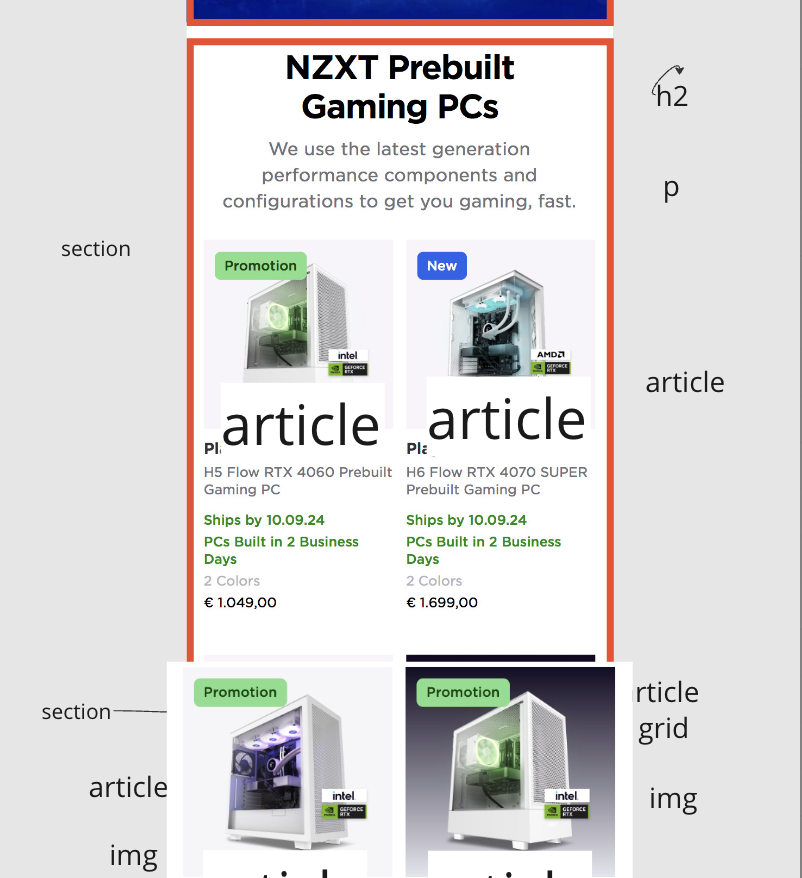 NZXT Prebuilt
Gaming PCs
h2
We use the latest generation
performance components and
configurations to get you gaming, fast.
p
section
Promotion
New
intel
GEFORCE
RTX
AMD
GEFORCE
RTX
article
article
article
H5 Flow RTX 4060 Prebuilt
Gaming PC
H6 Flow RTX 4070 SUPER
Prebuilt Gaming PC
Ships by 10.09.24
Ships by 10.09.24
PCs Built in 2 Business
Days
PCs Built in 2 Business
Days
2 Colors
2 Colors
€ 1.049,00
€ 1.699,00
section
Promotion
Promotion
rticle
grid
article
img
intel
GEFORCE
RTX
intel
GEFORCE
RTX
img